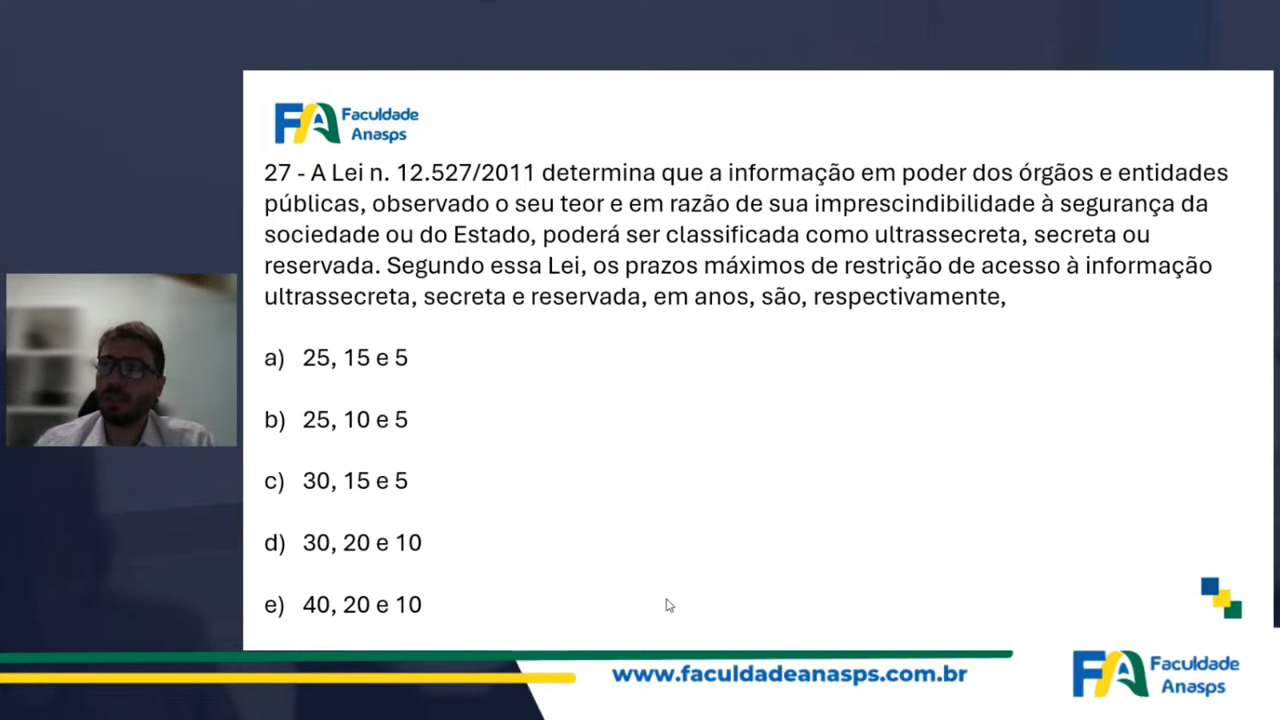 FA Faculdade
Anasps
27 - A Lei n. 12.527/2011 determina que a informação em poder dos órgãos e entidades
públicas, observado o seu teor e em razão de sua imprescindibilidade à segurança da
sociedade ou do Estado, poderá ser classificada como ultrassecreta, secreta ou
reservada. Segundo essa Lei, os prazos máximos de restrição de acesso à informação
ultrassecreta, secreta e reservada, em anos, são, respectivamente,
a) 25, 15 e 5
b) 25, 10 e 5
c) 30, 15 e 5
d) 30, 20 e 10
e) 40, 20 e 10
www.faculdadeanasps.com.br
FA Faculdade
Anasps